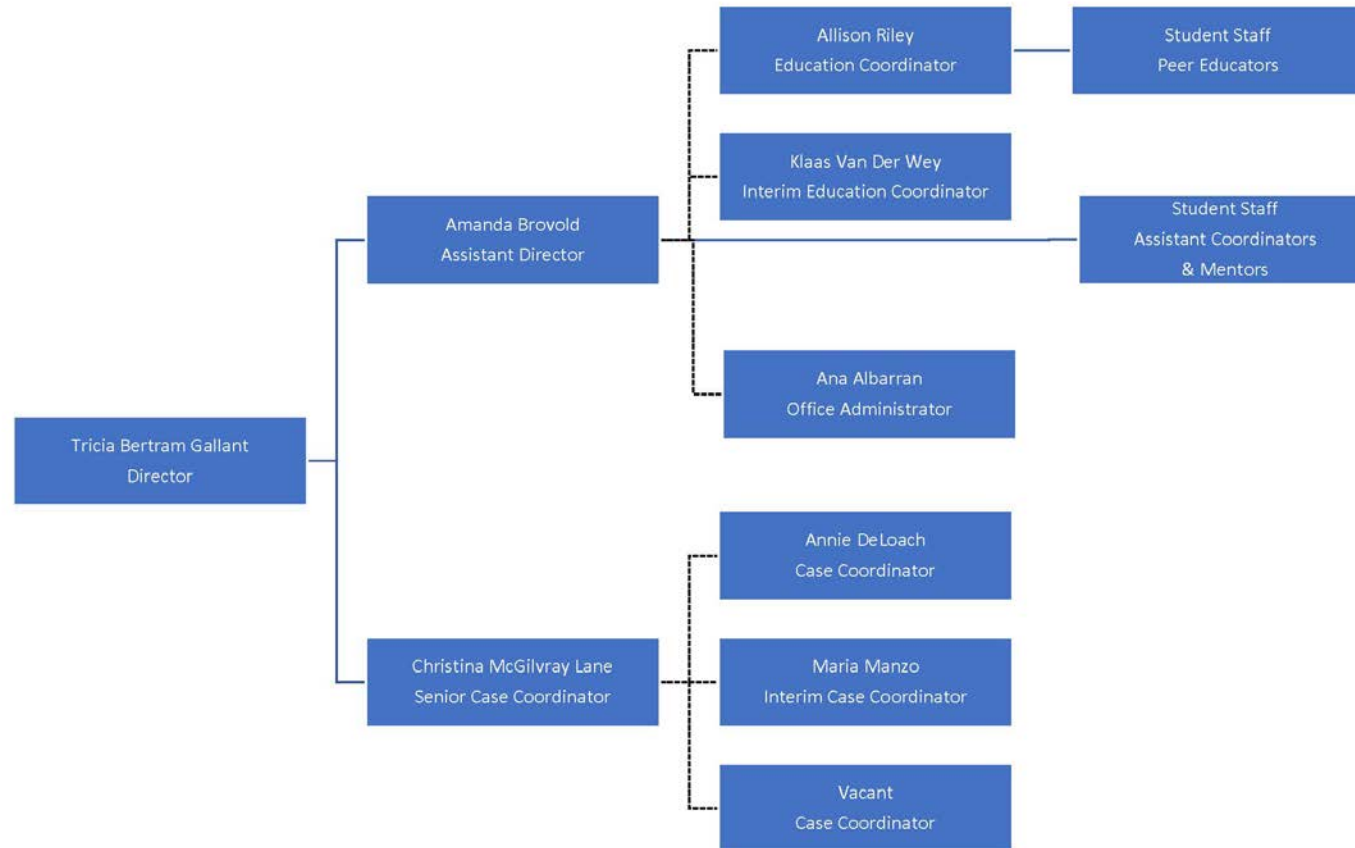 Allison Riley
Education Coordinator
Student Staff
Peer Educators
Klaas Van Der Wey
Interim Education Coordinator
Amanda Brovold
Assistant Director
Student Staff
Assistant Coordinators
& Mentors
Ana Albarran
Office Administrator
Tricia Bertram Gallant
Director
Annie DeLoach
Case Coordinator
Christina McGilvray Lane
Senior Case Coordinator
Maria Manzo
Interim Case Coordinator
Vacant
Case Coordinator